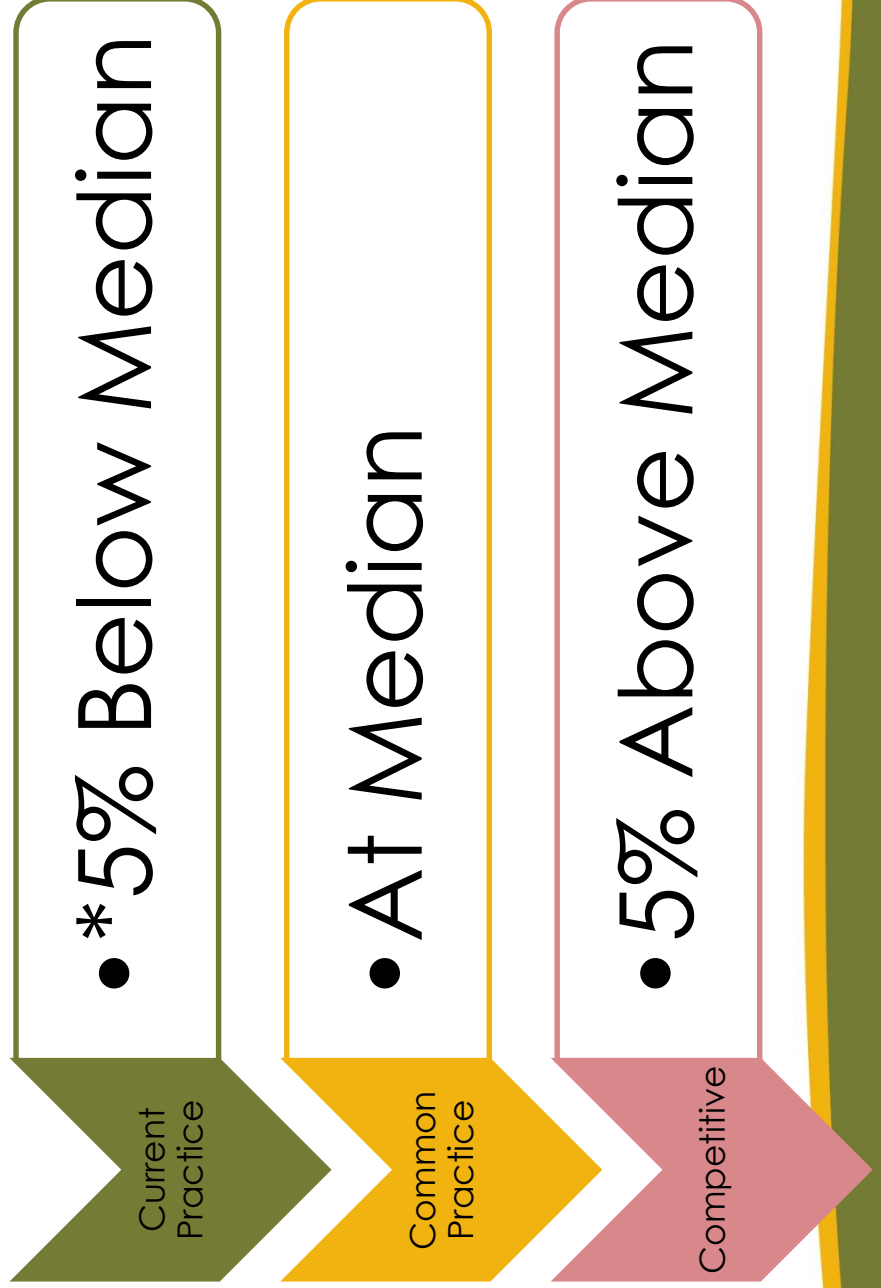 Current
Practice
• *5% Below Median
Common
Practice
• At Median
Competitive
• 5% Above Median